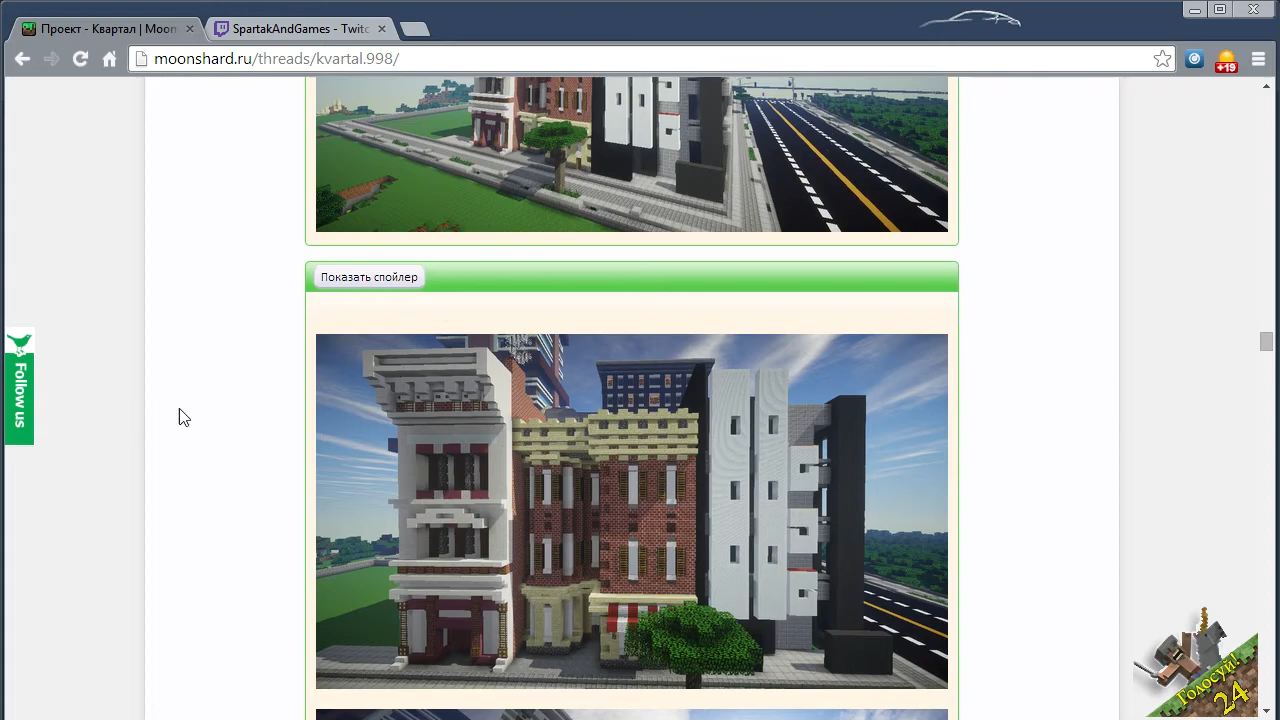 Проект - Квартал | Moon
SpartakAndGames - Twitc
moonshard.ru/threads/kvartal.998/
+19
Показать спойлер
Follow us
Голосуй!
24